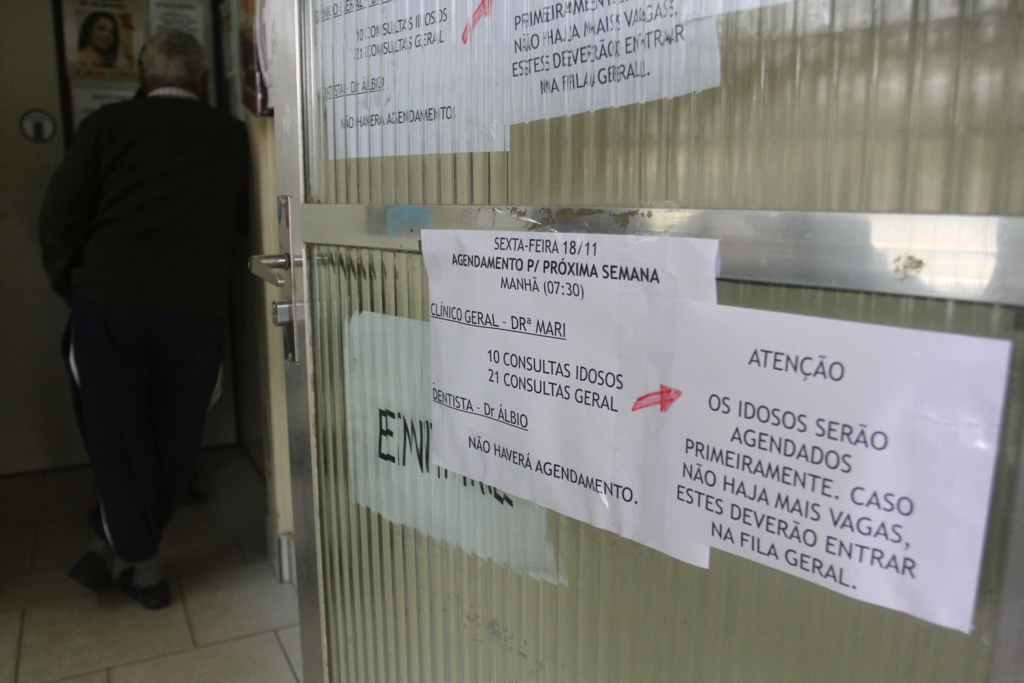 10 CONSULTAS IDOSOS
21 CONSULTAS GERAL
NÃO HAVERÁ AGENDAMENTO
PRIMEIRAMENTE.
NÃO HAJA MAIS VAGAS,
ESTES DEVERÃO ENTRAR
NA FILA GERAL.
SEXTA-FEIRA 18/11
AGENDAMENTO P/ PRÓXIMA SEMANA
MANHÃ (07:30)
CLÍNICO GERAL - DRª MARI
10 CONSULTAS IDOSOS
21 CONSULTAS GERAL
DENTISTA - Dr ÁLBIO
NÃO HAVERÁ AGENDAMENTO.
ATENÇÃO
OS IDOSOS SERÃO
AGENDADOS
PRIMEIRAMENTE. CASO
NÃO HAJA MAIS VAGAS,
ESTES DEVERÃO ENTRAR
NA FILA GERAL.